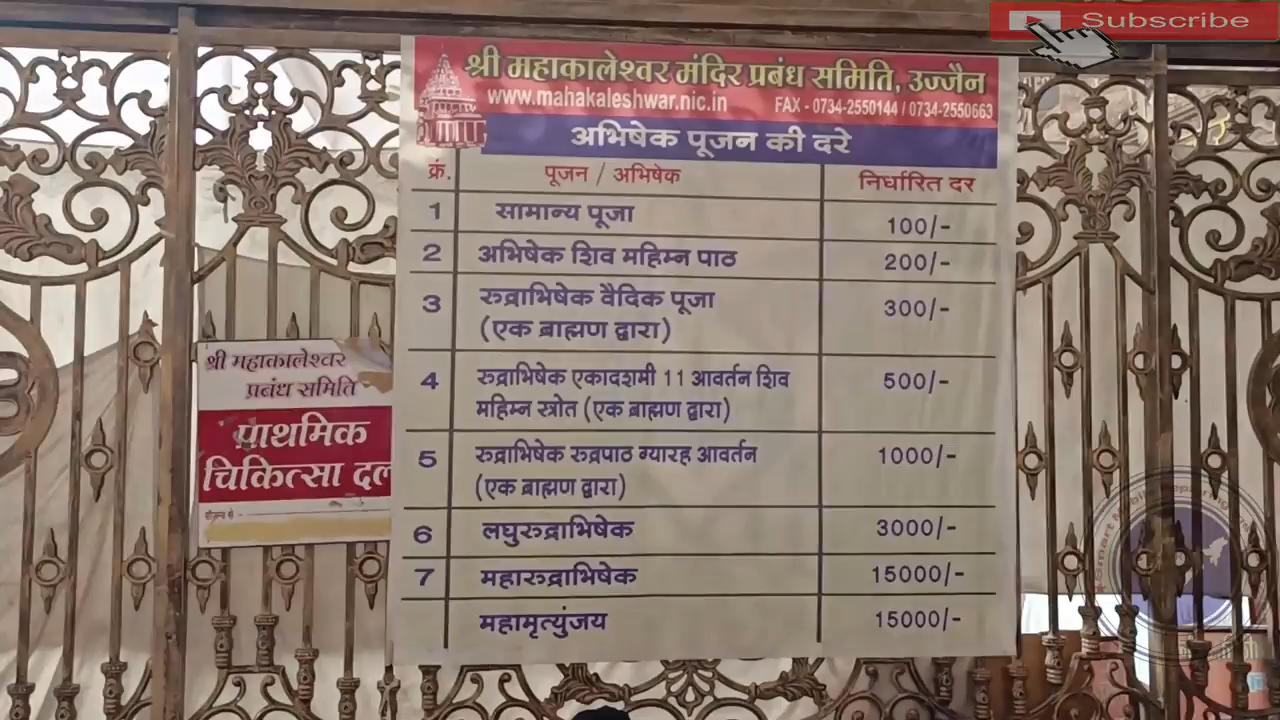 Subscribe
श्री महाकालेश्वर मंदिर प्रबंध समिति, उज्जैन
www.mahakaleshwar.nic.in FAX - 0734-2550144 / 0734-2550663
अभिषेक पूजन की दरे
क्रं. पूजन / अभिषेक निर्धारित दर
1 सामान्य पूजा 100/-
2 अभिषेक शिव महिम्न पाठ 200/-
3 रुद्राभिषेक वैदिक पूजा 300/-
(एक ब्राह्मण द्वारा)
4 रुद्राभिषेक एकादशमी 11 आवर्तन शिव 500/-
महिम्न स्त्रोत (एक ब्राह्मण द्वारा)
5 रुद्राभिषेक रुद्रपाठ ग्यारह आवर्तन 1000/-
(एक ब्राह्मण द्वारा)
6 लघुरुद्राभिषेक 3000/-
7 महारुद्राभिषेक 15000/-
महामृत्युंजय 15000/-
श्री महाकालेश्वर
प्रबंध समिति
प्राथमिक
चिकित्सा दल